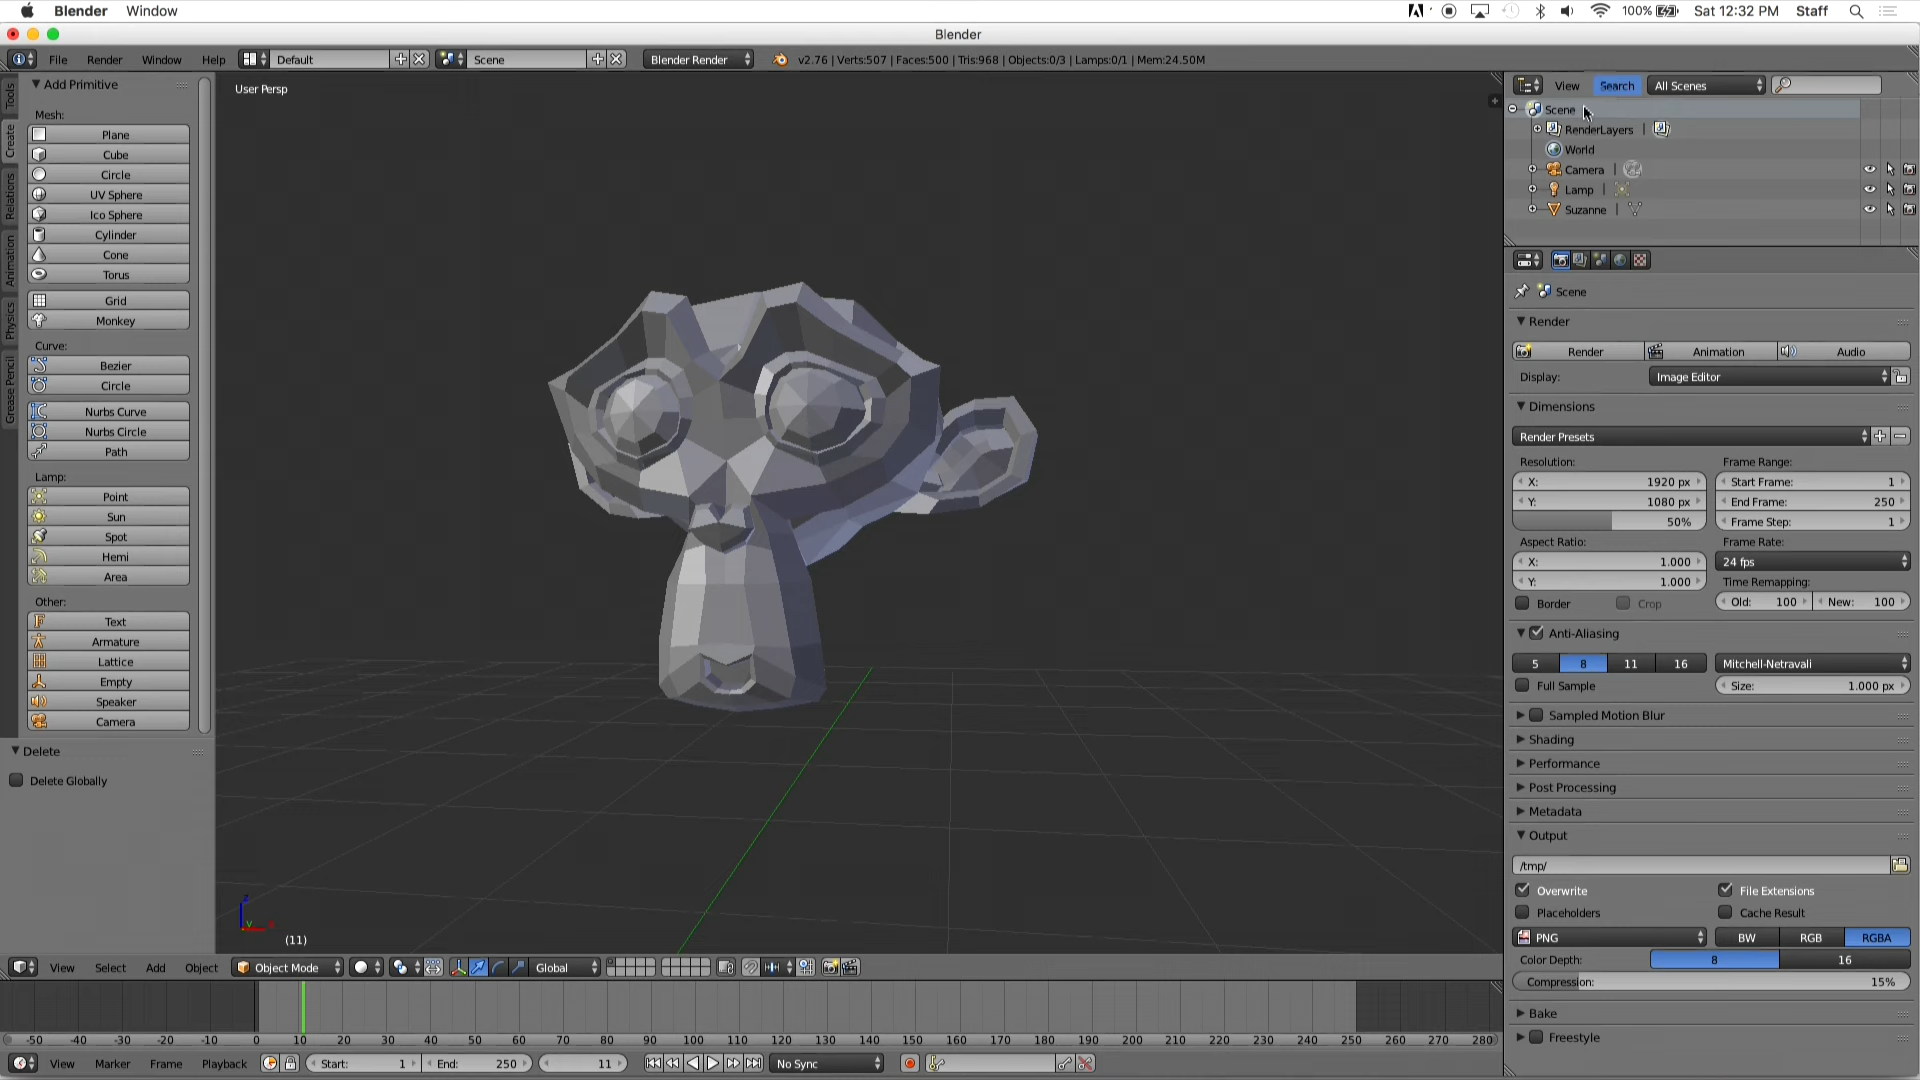 Blender Window 100% Sat 12:32 PM Staff
Blender
File Render Window Help Default Scene Blender Render v2.76 | Verts:507 | Faces:500 | Tris:968 | Objects:0/3 | Lamps:0/1 | Mem:24.50M
Tools
Create
Relations
Animation
Physics
Grease Pencil
Add Primitive
Mesh:
Plane
Cube
Circle
UV Sphere
Ico Sphere
Cylinder
Cone
Torus
Grid
Monkey
Curve:
Bezier
Circle
Nurbs Curve
Nurbs Circle
Path
Lamp:
Point
Sun
Spot
Hemi
Area
Other:
Text
Armature
Lattice
Empty
Speaker
Camera
Delete
Delete Globally
User Persp
(11)
View Select Add Object Object Mode Global
-50 -40 -30 -20 -10 0 10 20 30 40 50 60 70 80 90 100 110 120 130 140 150 160 170 180 190 200 210 220 230 240 250 260 270 280
View Marker Frame Playback Start: 1 End: 250 11 No Sync
View Search All Scenes
Scene
RenderLayers |
World
Camera |
Lamp |
Suzanne |
Scene
Render
Render Animation Audio
Display: Image Editor
Dimensions
Render Presets
Resolution: Frame Range:
X: 1920 px Start Frame: 1
Y: 1080 px End Frame: 250
50% Frame Step: 1
Aspect Ratio: Frame Rate:
X: 1.000 24 fps
Y: 1.000 Time Remapping:
Border Crop Old: 100 New: 100
Anti-Aliasing
5 8 11 16 Mitchell-Netravali
Full Sample Size: 1.000 px
Sampled Motion Blur
Shading
Performance
Post Processing
Metadata
Output
/tmp/
Overwrite File Extensions
Placeholders Cache Result
PNG BW RGB RGBA
Color Depth: 8 16
Compression: 15%
Bake
Freestyle